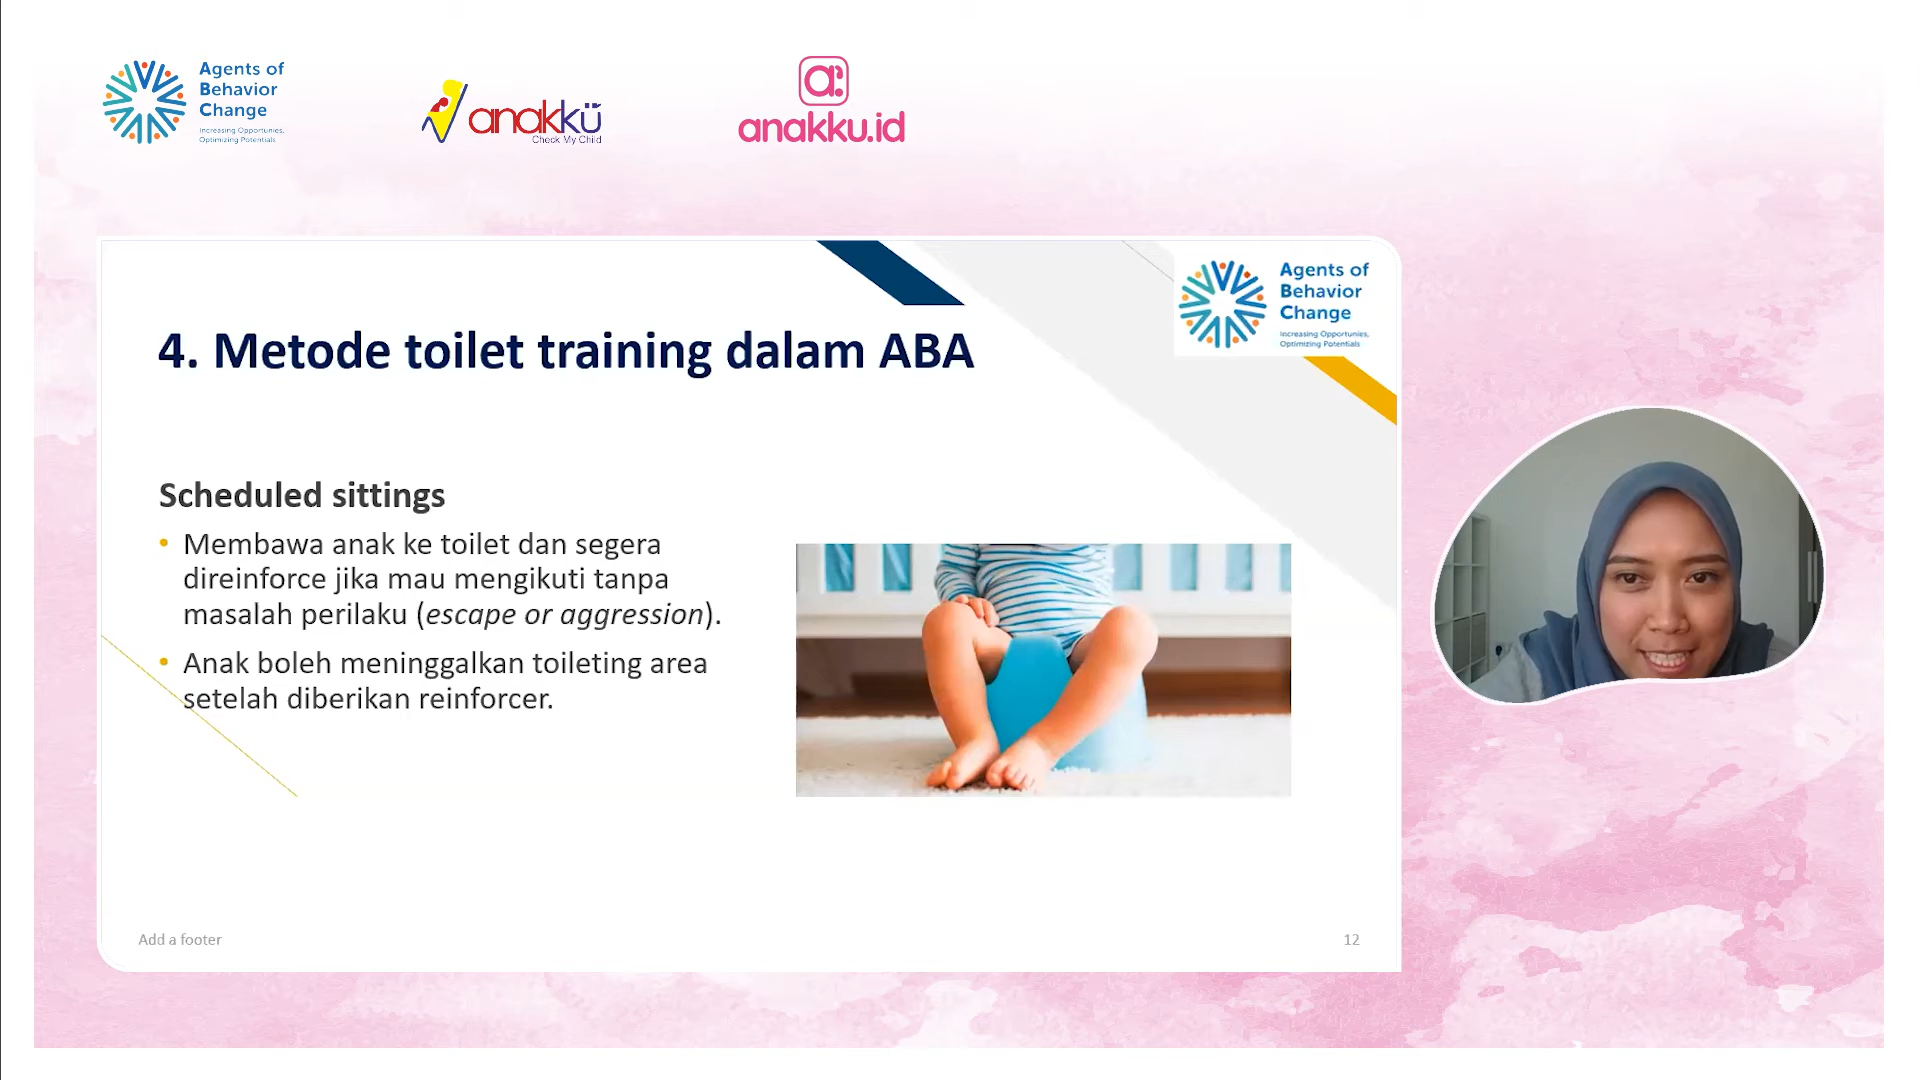 Agents of
Behavior
Change
Increasing Opportunies,
Optimizing Potentials
anakkü
Check My Child
a:
anakku.id
Agents of
Behavior
Change
Increasing Opportunies,
Optimizing Potentials
4. Metode toilet training dalam ABA
Scheduled sittings
• Membawa anak ke toilet dan segera
direinforce jika mau mengikuti tanpa
masalah perilaku (escape or aggression).
• Anak boleh meninggalkan toileting area
setelah diberikan reinforcer.
Add a footer
12